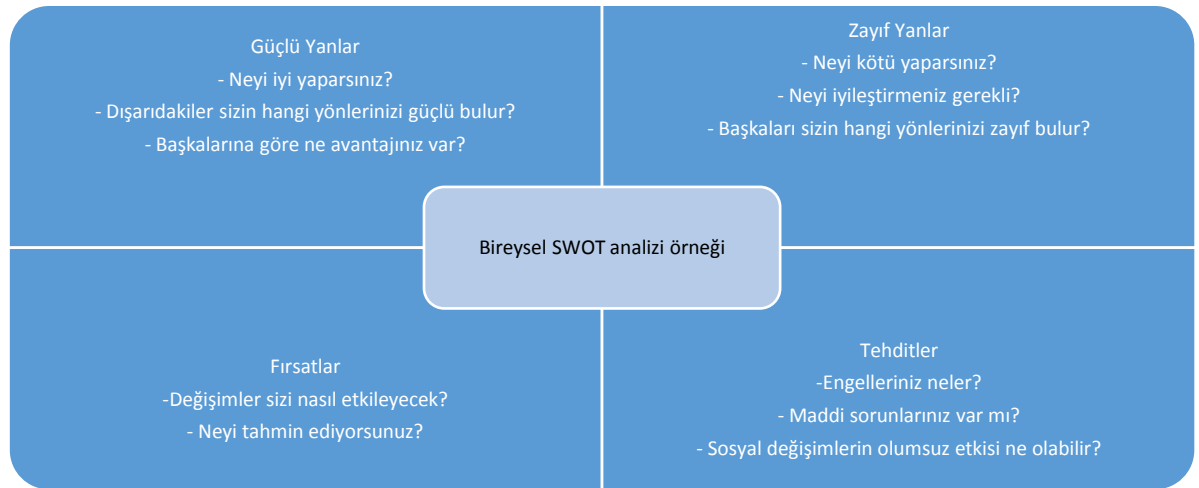 Güçlü Yanlar
- Neyi iyi yaparsınız?
- Dışarıdakiler sizin hangi yönlerinizi güçlü bulur?
- Başkalarına göre ne avantajınız var?
Zayıf Yanlar
- Neyi kötü yaparsınız?
- Neyi iyileştirmeniz gerekli?
- Başkaları sizin hangi yönlerinizi zayıf bulur?
Bireysel SWOT analizi örneği
Fırsatlar
-Değişimler sizi nasıl etkileyecek?
- Neyi tahmin ediyorsunuz?
Tehditler
-Engelleriniz neler?
- Maddi sorunlarınız var mı?
- Sosyal değişimlerin olumsuz etkisi ne olabilir?